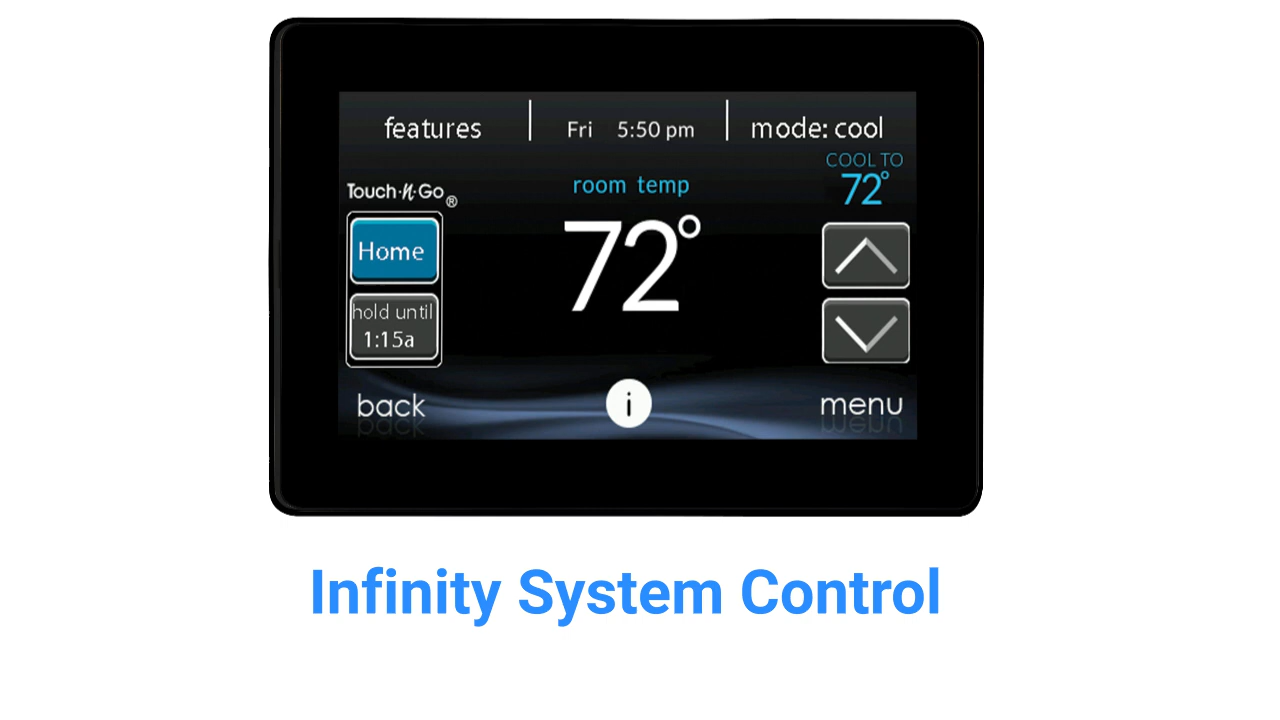 features
Fri 5:50 pm
mode: cool
COOL TO
72°
room temp
72°
Touch·N·Go®
Home
hold until
1:15a
back
i
menu
Infinity System Control